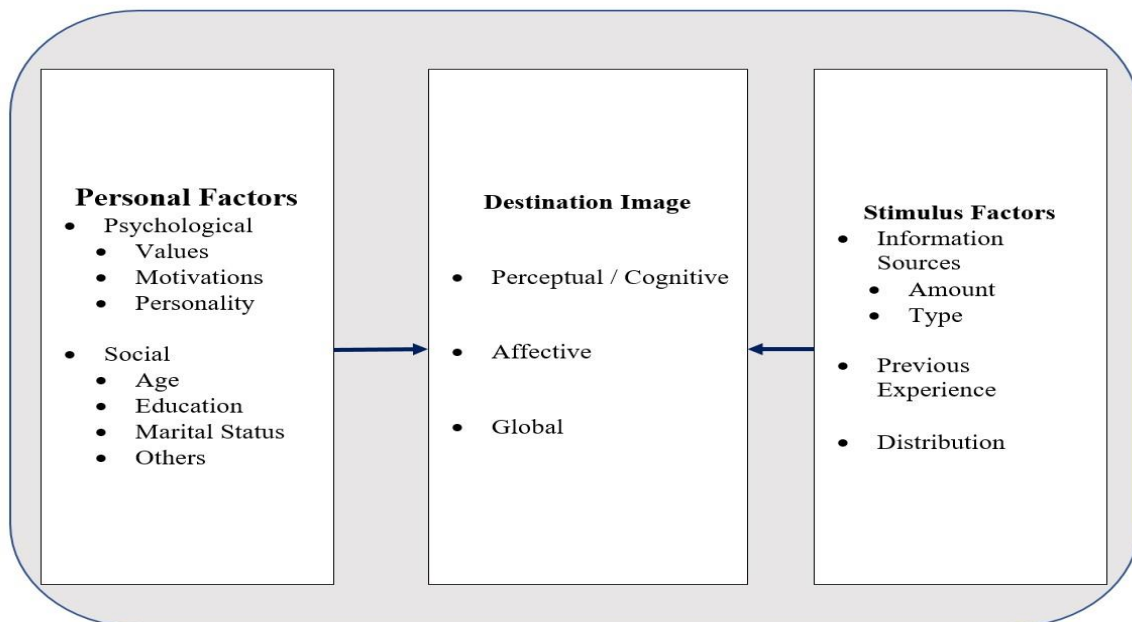 Personal Factors
• Psychological
• Values
• Motivations
• Personality
• Social
• Age
• Education
• Marital Status
• Others
Destination Image
• Perceptual / Cognitive
• Affective
• Global
Stimulus Factors
• Information
Sources
• Amount
• Type
• Previous
Experience
• Distribution